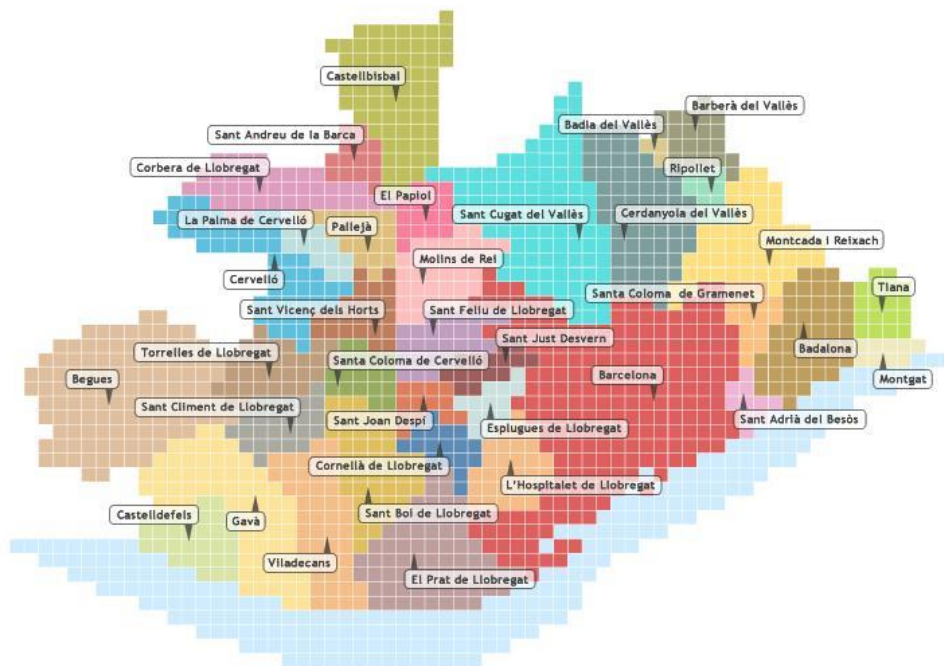 Castellbisbal
Barberà del Vallès
Badia del Vallès
Sant Andreu de la Barca
Corbera de Llobregat
Ripollet
El Papiol
La Palma de Cervelló
Pallejà
Sant Cugat del Vallès
Cerdanyola del Vallès
Montcada i Reixach
Molins de Rei
Cervelló
Tiana
Santa Coloma de Gramenet
Sant Vicenç dels Horts
Sant Feliu de Llobregat
Sant Just Desvern
Badalona
Torrelles de Llobregat
Santa Coloma de Cervelló
Begues
Barcelona
Montgat
Sant Climent de Llobregat
Sant Joan Despí
Esplugues de Llobregat
Sant Adrià del Besòs
Cornellà de Llobregat
L'Hospitalet de Llobregat
Castelldefels
Gavà
Sant Boi de Llobregat
Viladecans
El Prat de Llobregat